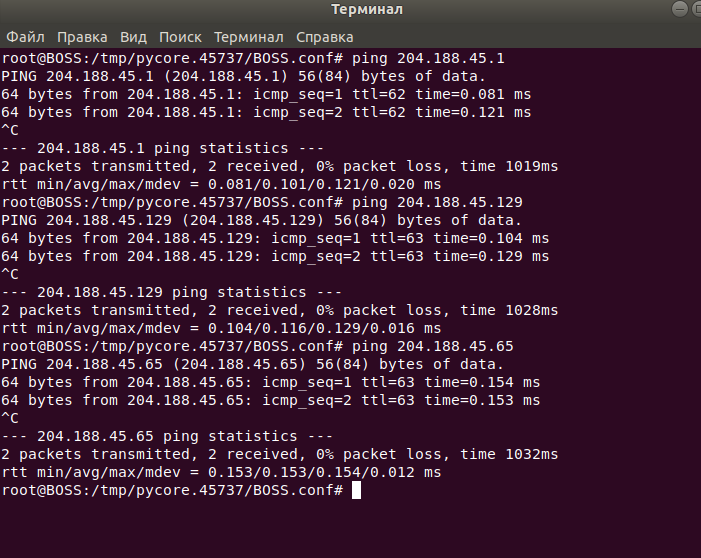 Терминал
Файл Правка Вид Поиск Терминал Справка
root@BOSS:/tmp/pycore.45737/BOSS.conf# ping 204.188.45.1
PING 204.188.45.1 (204.188.45.1) 56(84) bytes of data.
64 bytes from 204.188.45.1: icmp_seq=1 ttl=62 time=0.081 ms
64 bytes from 204.188.45.1: icmp_seq=2 ttl=62 time=0.121 ms
^C
--- 204.188.45.1 ping statistics ---
2 packets transmitted, 2 received, 0% packet loss, time 1019ms
rtt min/avg/max/mdev = 0.081/0.101/0.121/0.020 ms
root@BOSS:/tmp/pycore.45737/BOSS.conf# ping 204.188.45.129
PING 204.188.45.129 (204.188.45.129) 56(84) bytes of data.
64 bytes from 204.188.45.129: icmp_seq=1 ttl=63 time=0.104 ms
64 bytes from 204.188.45.129: icmp_seq=2 ttl=63 time=0.129 ms
^C
--- 204.188.45.129 ping statistics ---
2 packets transmitted, 2 received, 0% packet loss, time 1028ms
rtt min/avg/max/mdev = 0.104/0.116/0.129/0.016 ms
root@BOSS:/tmp/pycore.45737/BOSS.conf# ping 204.188.45.65
PING 204.188.45.65 (204.188.45.65) 56(84) bytes of data.
64 bytes from 204.188.45.65: icmp_seq=1 ttl=63 time=0.154 ms
64 bytes from 204.188.45.65: icmp_seq=2 ttl=63 time=0.153 ms
^C
--- 204.188.45.65 ping statistics ---
2 packets transmitted, 2 received, 0% packet loss, time 1032ms
rtt min/avg/max/mdev = 0.153/0.153/0.154/0.012 ms
root@BOSS:/tmp/pycore.45737/BOSS.conf#